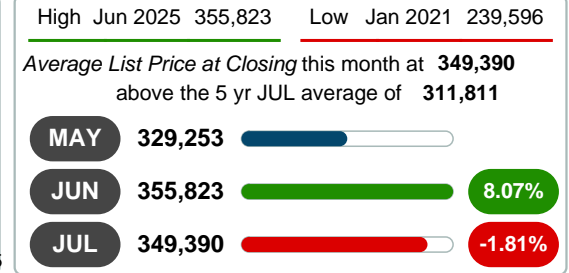 High Jun 2025 355,823 Low Jan 2021 239,596
Average List Price at Closing this month at 349,390
above the 5 yr JUL average of 311,811
MAY 329,253
JUN 355,823 8.07%
JUL 349,390 -1.81%